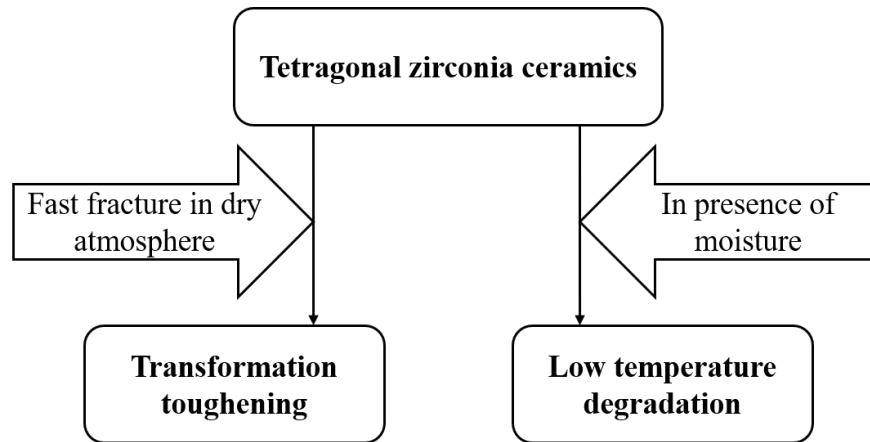 Tetragonal zirconia ceramics
Fast fracture in dry
atmosphere
In presence of
moisture
Transformation
toughening
Low temperature
degradation